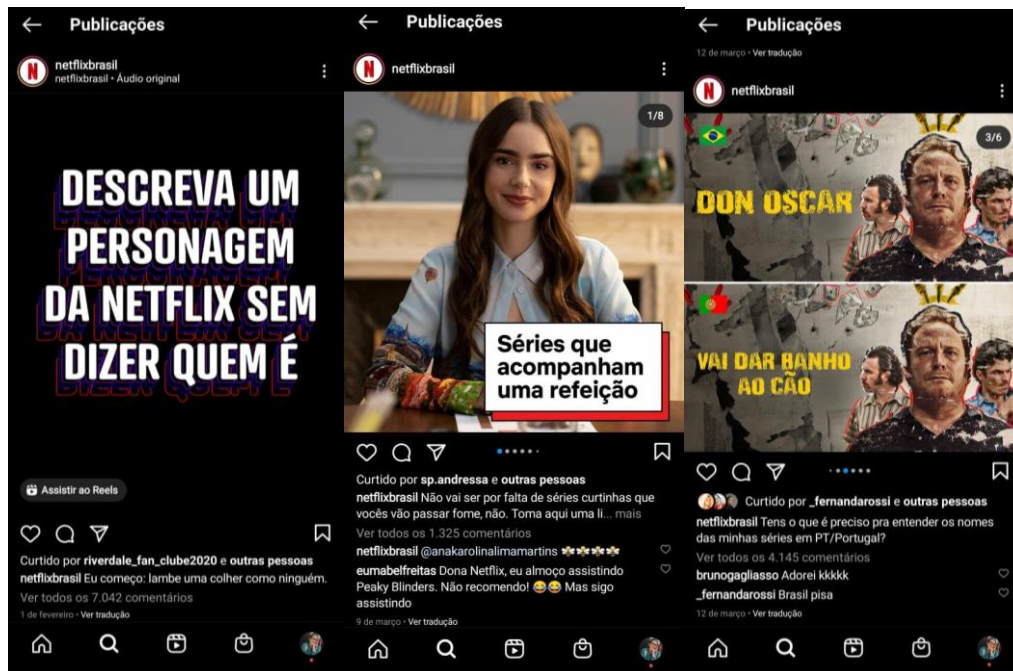 Publicações
netflixbrasil
netflixbrasil • Áudio original
DESCREVA UM
PERSONAGEM
DA NETFLIX SEM
DIZER QUEM É
Assistir ao Reels
Curtido por riverdale_fan_clube2020 e outras pessoas
netflixbrasil Eu começo: lambe uma colher como ninguém.
Ver todos os 7.042 comentários
1 de fevereiro • Ver tradução
Publicações
netflixbrasil
1/8
Séries que
acompanham
uma refeição
Curtido por sp.andressa e outras pessoas
netflixbrasil Não vai ser por falta de séries curtinhas que
vocês vão passar fome, não. Toma aqui uma li... mais
Ver todos os 1.325 comentários
netflixbrasil @anakarolinalimamartins
eumabelfreitas Dona Netflix, eu almoço assistindo
Peaky Blinders. Não recomendo! 😂😂 Mas sigo
assistindo
9 de março • Ver tradução
Publicações
12 de março • Ver tradução
netflixbrasil
3/6
DON OSCAR
VAI DAR BANHO
AO CÃO
Curtido por _fernandarossi e outras pessoas
netflixbrasil Tens o que é preciso pra entender os nomes
das minhas séries em PT/Portugal?
Ver todos os 4.145 comentários
brunogagliasso Adorei kkkkk
_fernandarossi Brasil pisa
12 de março • Ver tradução